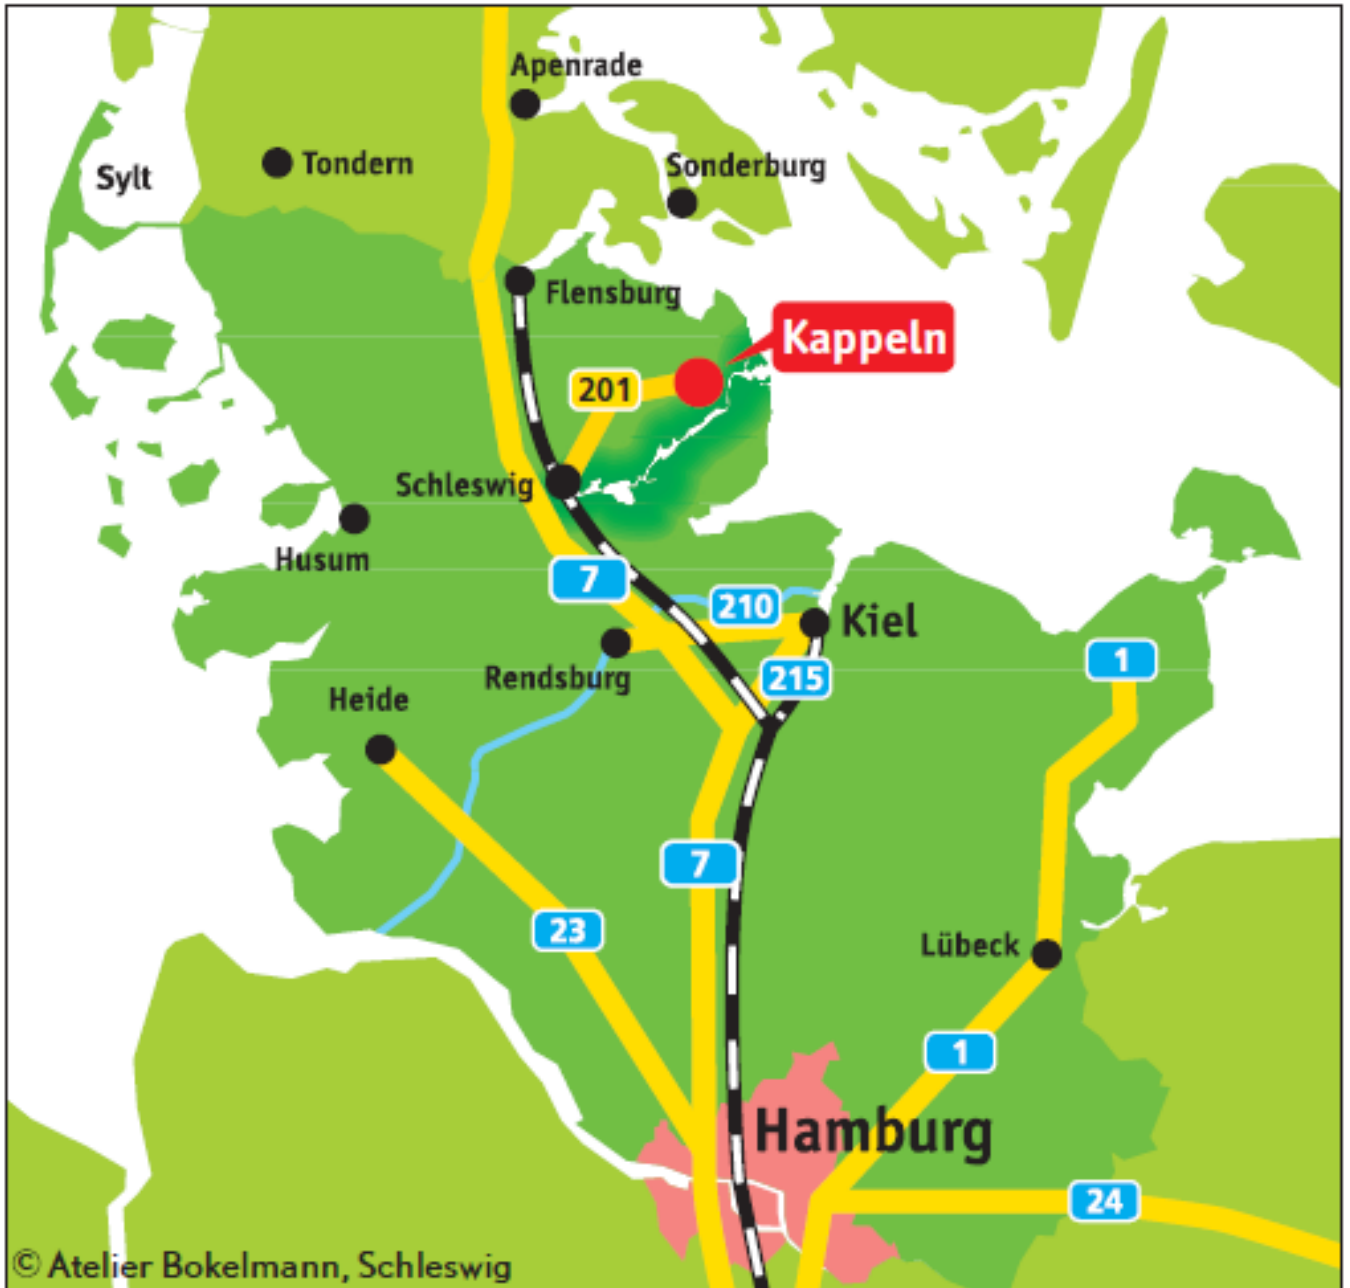 Apenrade
Tondern
Sonderburg
Sylt
Flensburg
Kappeln
201
Schleswig
Husum
7
210
Kiel
Rendsburg
215
1
Heide
7
23
Lübeck
1
Hamburg
24
© Atelier Bokelmann, Schleswig